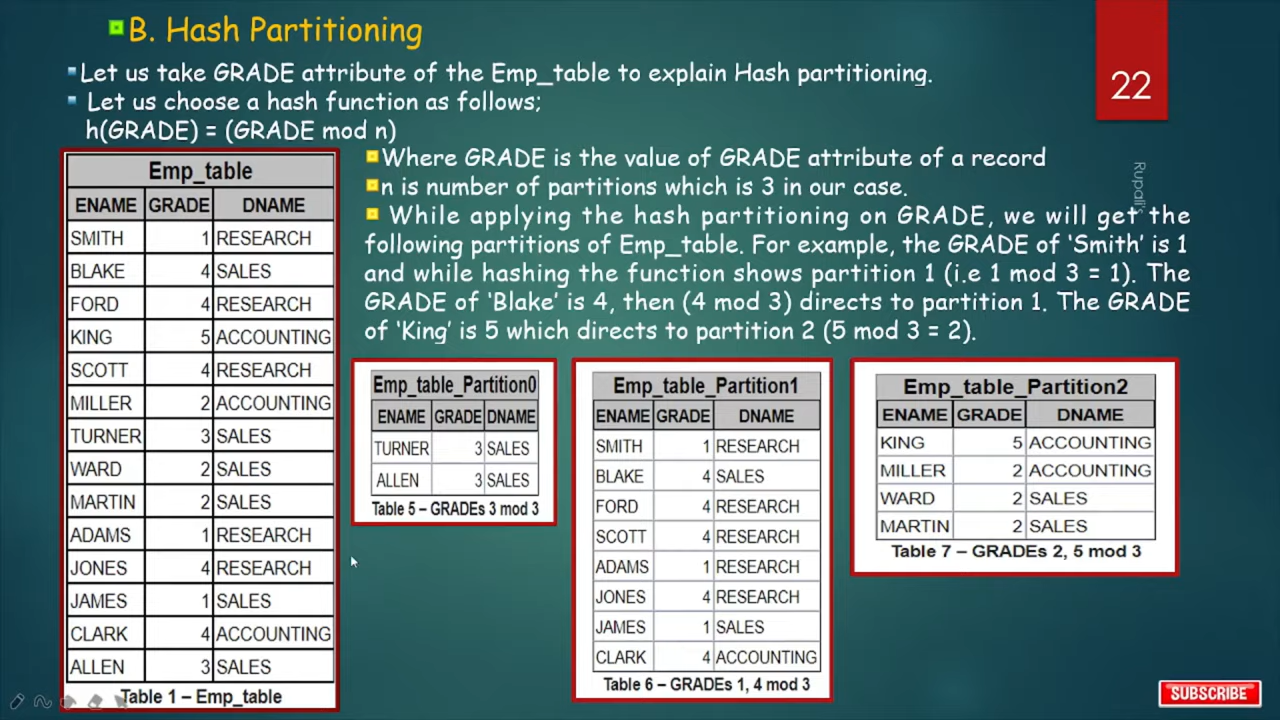 B. Hash Partitioning
22
Let us take GRADE attribute of the Emp_table to explain Hash partitioning.
Let us choose a hash function as follows;
h(GRADE) = (GRADE mod n)
Where GRADE is the value of GRADE attribute of a record
n is number of partitions which is 3 in our case.
While applying the hash partitioning on GRADE, we will get the
following partitions of Emp_table. For example, the GRADE of ‘Smith’ is 1
and while hashing the function shows partition 1 (i.e 1 mod 3 = 1). The
GRADE of ‘Blake’ is 4, then (4 mod 3) directs to partition 1. The GRADE
of ‘King’ is 5 which directs to partition 2 (5 mod 3 = 2).
Rupali's
Emp_table
ENAME GRADE DNAME
SMITH 1 RESEARCH
BLAKE 4 SALES
FORD 4 RESEARCH
KING 5 ACCOUNTING
SCOTT 4 RESEARCH
MILLER 2 ACCOUNTING
TURNER 3 SALES
WARD 2 SALES
MARTIN 2 SALES
ADAMS 1 RESEARCH
JONES 4 RESEARCH
JAMES 1 SALES
CLARK 4 ACCOUNTING
ALLEN 3 SALES
Table 1 – Emp_table
Emp_table_Partition0
ENAME GRADE DNAME
TURNER 3 SALES
ALLEN 3 SALES
Table 5 – GRADEs 3 mod 3
Emp_table_Partition1
ENAME GRADE DNAME
SMITH 1 RESEARCH
BLAKE 4 SALES
FORD 4 RESEARCH
SCOTT 4 RESEARCH
ADAMS 1 RESEARCH
JONES 4 RESEARCH
JAMES 1 SALES
CLARK 4 ACCOUNTING
Table 6 – GRADEs 1, 4 mod 3
Emp_table_Partition2
ENAME GRADE DNAME
KING 5 ACCOUNTING
MILLER 2 ACCOUNTING
WARD 2 SALES
MARTIN 2 SALES
Table 7 – GRADEs 2, 5 mod 3
SUBSCRIBE